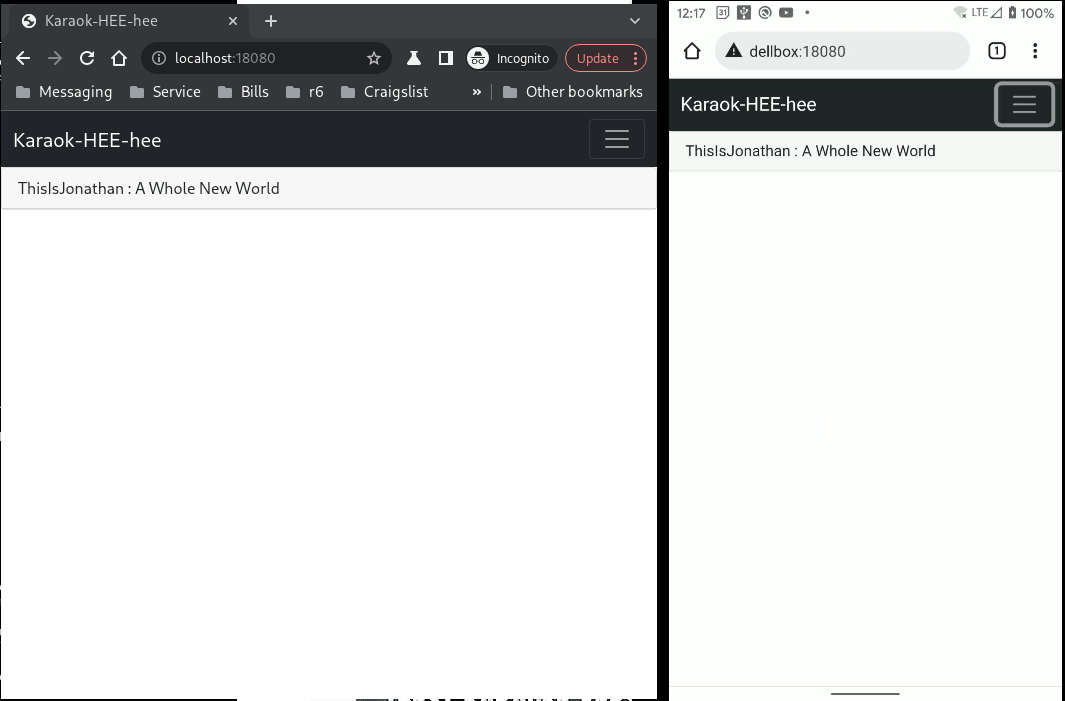 Karaok-HEE-hee
localhost:18080
Incognito
Update
Messaging
Service
Bills
r6
Craigslist
»
Other bookmarks
Karaok-HEE-hee
ThisIsJonathan : A Whole New World
12:17
31
LTE
100%
dellbox:18080
1
Karaok-HEE-hee
ThisIsJonathan : A Whole New World